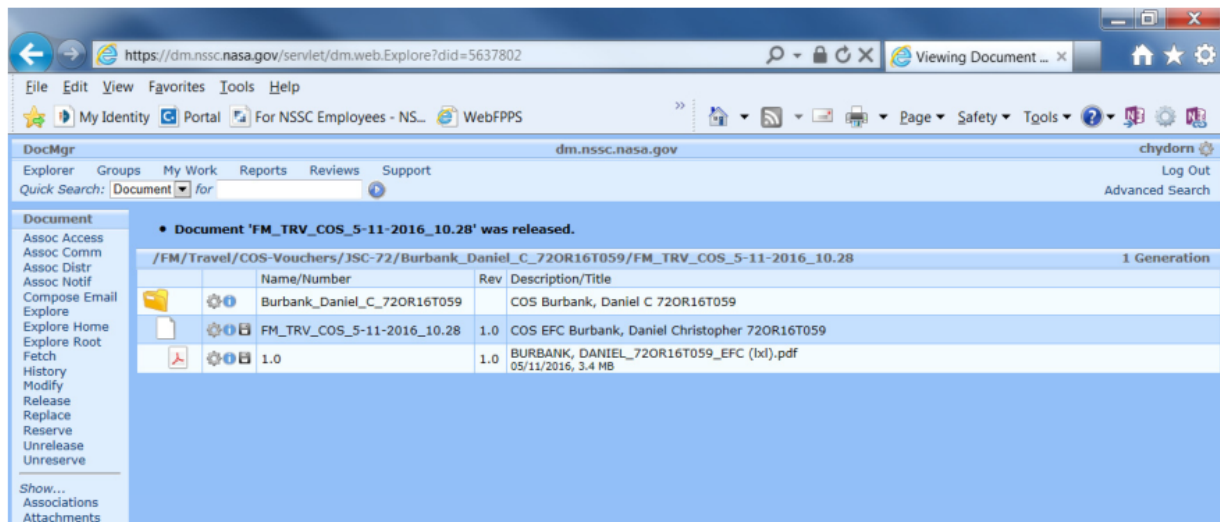 https://dm.nssc.nasa.gov/servlet/dm.web.Explore?did=5637802
Viewing Document ...
File Edit View Favorites Tools Help
My Identity Portal For NSSC Employees - NS... WebFPPS Page Safety Tools
DocMgr dm.nssc.nasa.gov chydorn
Explorer Groups My Work Reports Reviews Support Log Out
Quick Search: Document for Advanced Search
Document
Assoc Access
Assoc Comm
Assoc Distr
Assoc Notif
Compose Email
Explore
Explore Home
Explore Root
Fetch
History
Modify
Release
Replace
Reserve
Unrelease
Unreserve
Show...
Associations
Attachments
• Document 'FM_TRV_COS_5-11-2016_10.28' was released.
/FM/Travel/COS-Vouchers/JSC-72/Burbank_Daniel_C_72OR16T059/FM_TRV_COS_5-11-2016_10.28 1 Generation
Name/Number Rev Description/Title
Burbank_Daniel_C_72OR16T059 COS Burbank, Daniel C 72OR16T059
FM_TRV_COS_5-11-2016_10.28 1.0 COS EFC Burbank, Daniel Christopher 72OR16T059
1.0 1.0 BURBANK, DANIEL_72OR16T059_EFC (lxl).pdf
05/11/2016, 3.4 MB